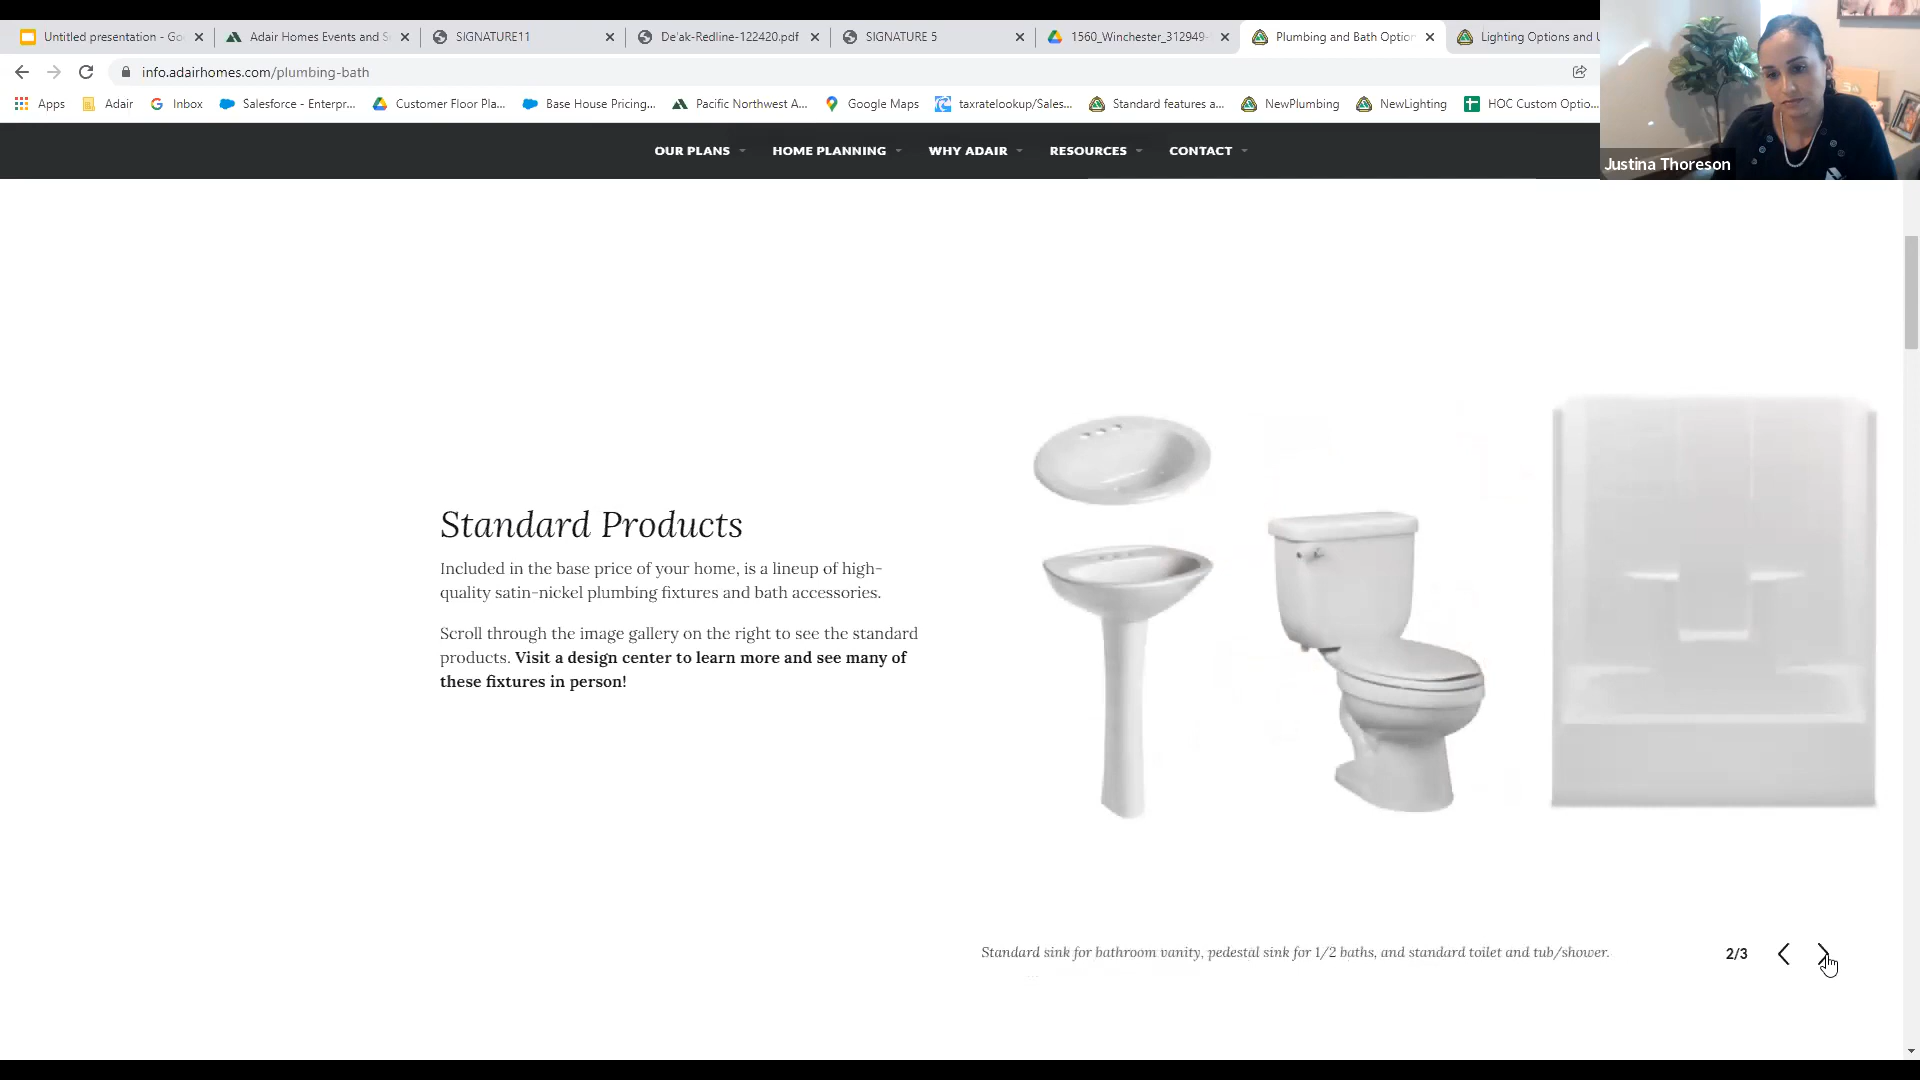 Untitled presentation - Go
Adair Homes Events and S
SIGNATURE11
De'ak-Redline-122420.pdf
SIGNATURE 5
1560_Winchester_312949-
Plumbing and Bath Option
Lighting Options and U
info.adairhomes.com/plumbing-bath
Apps
Adair
Inbox
Salesforce - Enterpr...
Customer Floor Pla...
Base House Pricing...
Pacific Northwest A...
Google Maps
taxratelookup/Sales...
Standard features a...
NewPlumbing
NewLighting
HOC Custom Optio...
OUR PLANS
HOME PLANNING
WHY ADAIR
RESOURCES
CONTACT
Justina Thoreson
Standard Products
Included in the base price of your home, is a lineup of high-
quality satin-nickel plumbing fixtures and bath accessories.
Scroll through the image gallery on the right to see the standard
products. Visit a design center to learn more and see many of
these fixtures in person!
Standard sink for bathroom vanity, pedestal sink for 1/2 baths, and standard toilet and tub/shower.
2/3